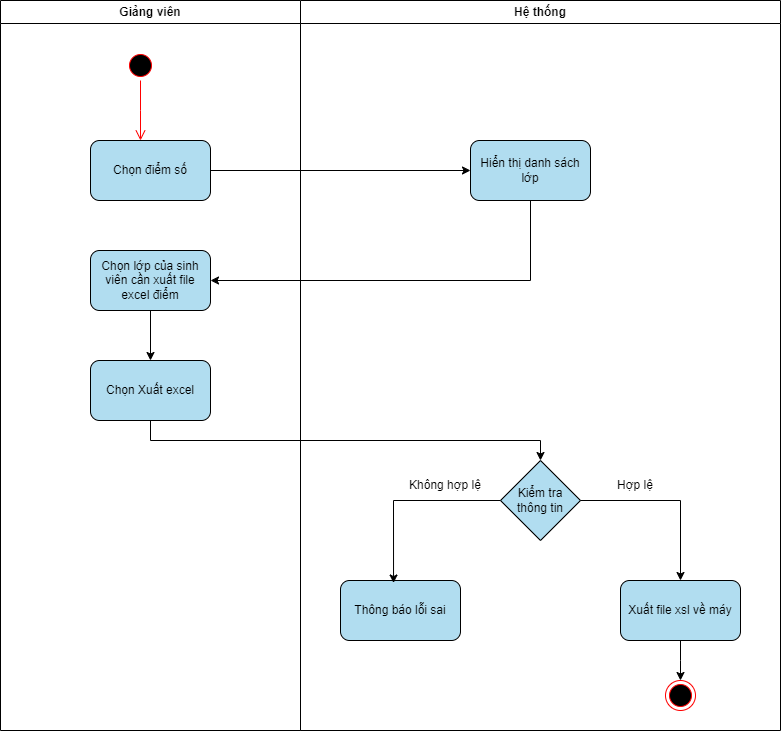 Giảng viên
Hệ thống
Chọn điểm số
Hiển thị danh sách
lớp
Chọn lớp của sinh
viên cần xuất file
excel điểm
Chọn Xuất excel
Không hợp lệ
Kiểm tra
thông tin
Hợp lệ
Thông báo lỗi sai
Xuất file xsl về máy